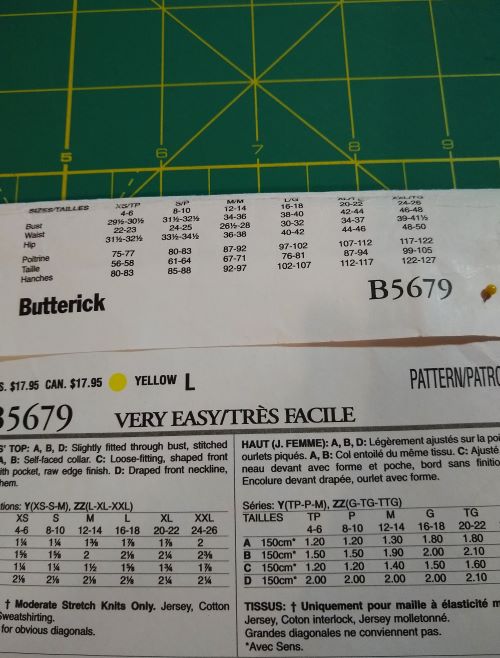 5
6
7
8
9
SIZES/TAILLES XS/TP S/P M/M L/G XL/TG XXL/TTG
4-6 8-10 12-14 16-18 20-22 24-26
Bust 29½-30½ 31½-32½ 34-36 38-40 42-44 46-48
Waist 22-23 24-25 26½-28 30-32 34-37 39-41½
Hip 31½-32½ 33½-34½ 36-38 40-42 44-46 48-50
Poitrine 75-77 80-83 87-92 97-102 107-112 117-122
Taille 56-58 61-64 67-71 76-81 87-94 99-105
Hanches 80-83 85-88 92-97 102-107 112-117 122-127
Butterick
B5679
S. $17.95 CAN. $17.95 YELLOW L PATTERN/PATRO
B5679 VERY EASY/TRÈS FACILE
S' TOP: A, B, D: Slightly fitted through bust, stitched
A, B: Self-faced collar. C: Loose-fitting, shaped front
ith pocket, raw edge finish. D: Draped front neckline,
hem.
tions: Y(XS-S-M), ZZ(L-XL-XXL)
XS S M L XL XXL
4-6 8-10 12-14 16-18 20-22 24-26
1¼ 1¼ 1⅜ 1⅞ 1⅞ 2
1⅝ 1⅝ 2 2⅛ 2¼ 2⅜
1¼ 1¼ 1½ 1⅝ 1¾ 1⅞
2⅛ 2⅛ 2⅛ 2⅛ 2¼ 2¼
† Moderate Stretch Knits Only. Jersey, Cotton
Sweatshirting.
for obvious diagonals.
HAUT (J. FEMME): A, B, D: Légèrement ajustés sur la poi
ourlets piqués. A, B: Col entoilé du même tissu. C: Ajusté
neau devant avec forme et poche, bord sans finitio
Encolure devant drapée, ourlet avec forme.
Séries: Y(TP-P-M), ZZ(G-TG-TTG)
TAILLES TP P M G TG
4-6 8-10 12-14 16-18 20-22
A 150cm* 1.20 1.20 1.30 1.80 1.80
B 150cm* 1.50 1.50 1.90 2.00 2.10
C 150cm* 1.20 1.20 1.40 1.50 1.60
D 150cm* 2.00 2.00 2.00 2.00 2.10
TISSUS: † Uniquement pour maille à élasticité m
Jersey, Coton interlock, Jersey molletonné.
Grandes diagonales ne conviennent pas.
*Avec Sens.